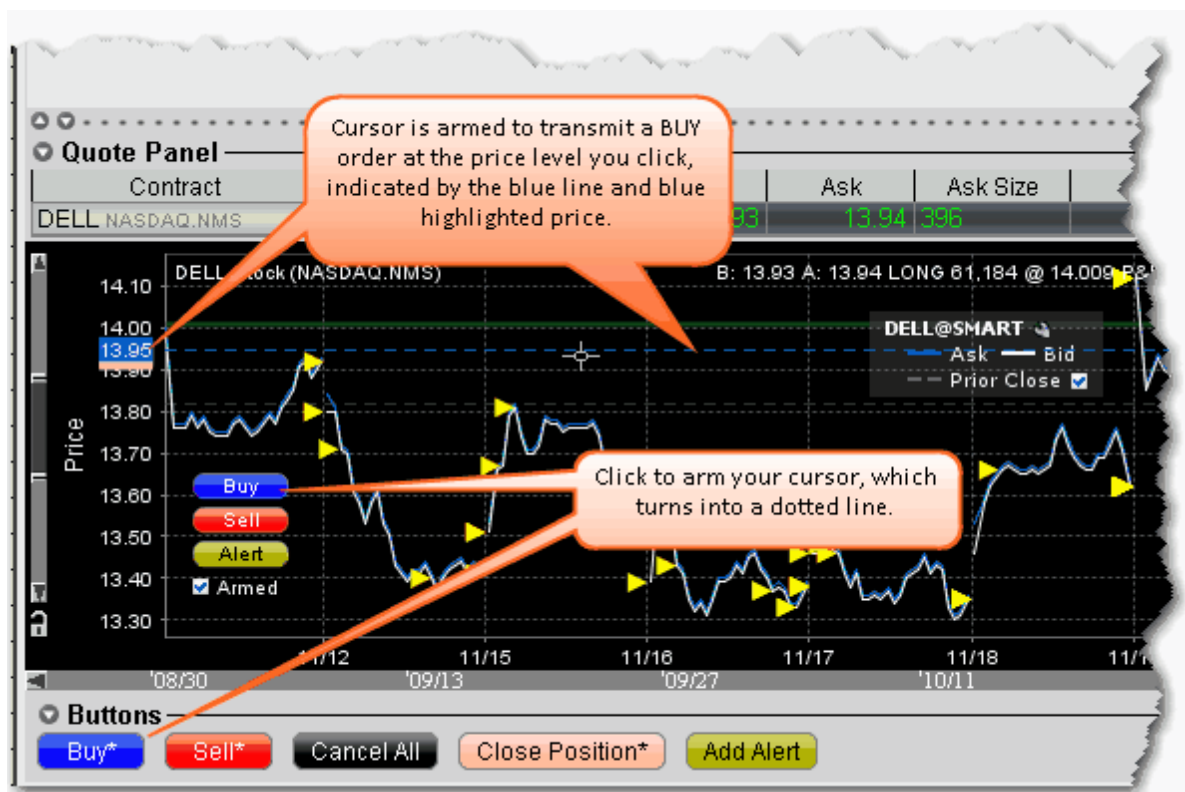 Cursor is armed to transmit a BUY
order at the price level you click,
indicated by the blue line and blue
highlighted price.
Quote Panel
Contract Ask Ask Size
DELL NASDAQ.NMS 93 13.94 396
DELL (NASDAQ.NMS) B: 13.93 A: 13.94 LONG 61,184 @ 14.009
14.10
14.00
13.95
13.90
13.80
13.70
13.60
13.50
13.40
13.30
Price
DELL@SMART
Ask Bid
Prior Close
Click to arm your cursor, which
turns into a dotted line.
Buy
Sell
Alert
Armed
11/12 11/15 11/16 11/17 11/18
'08/30 '09/13 '09/27 '10/11
Buttons
Buy* Sell* Cancel All Close Position* Add Alert